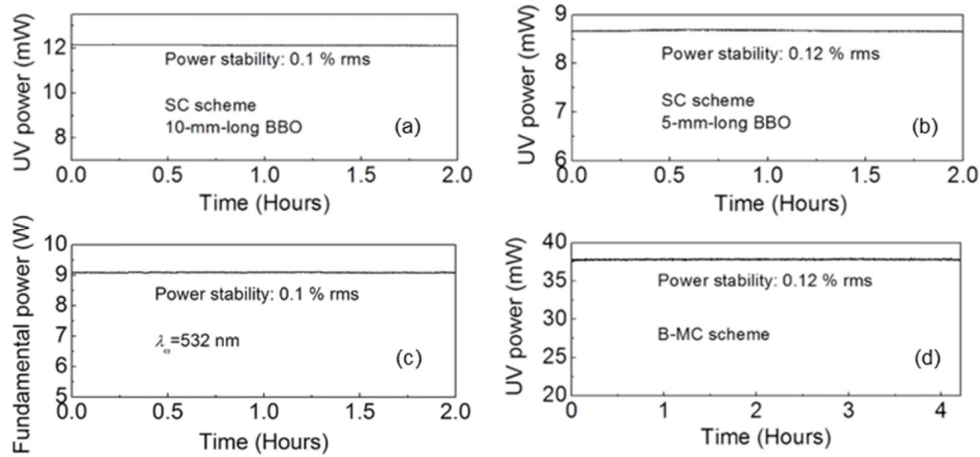 UV power (mW)
12
10
8
Power stability: 0.1 % rms
SC scheme
10-mm-long BBO
(a)
0.0 0.5 1.0 1.5 2.0
Time (Hours)
UV power (mW)
9
8
7
6
Power stability: 0.12 % rms
SC scheme
5-mm-long BBO
(b)
0.0 0.5 1.0 1.5 2.0
Time (Hours)
Fundamental power (W)
10
9
8
7
6
5
Power stability: 0.1 % rms
λω=532 nm
(c)
0.0 0.5 1.0 1.5 2.0
Time (Hours)
UV power (mW)
40
35
30
25
20
Power stability: 0.12 % rms
B-MC scheme
(d)
0 1 2 3 4
Time (Hours)